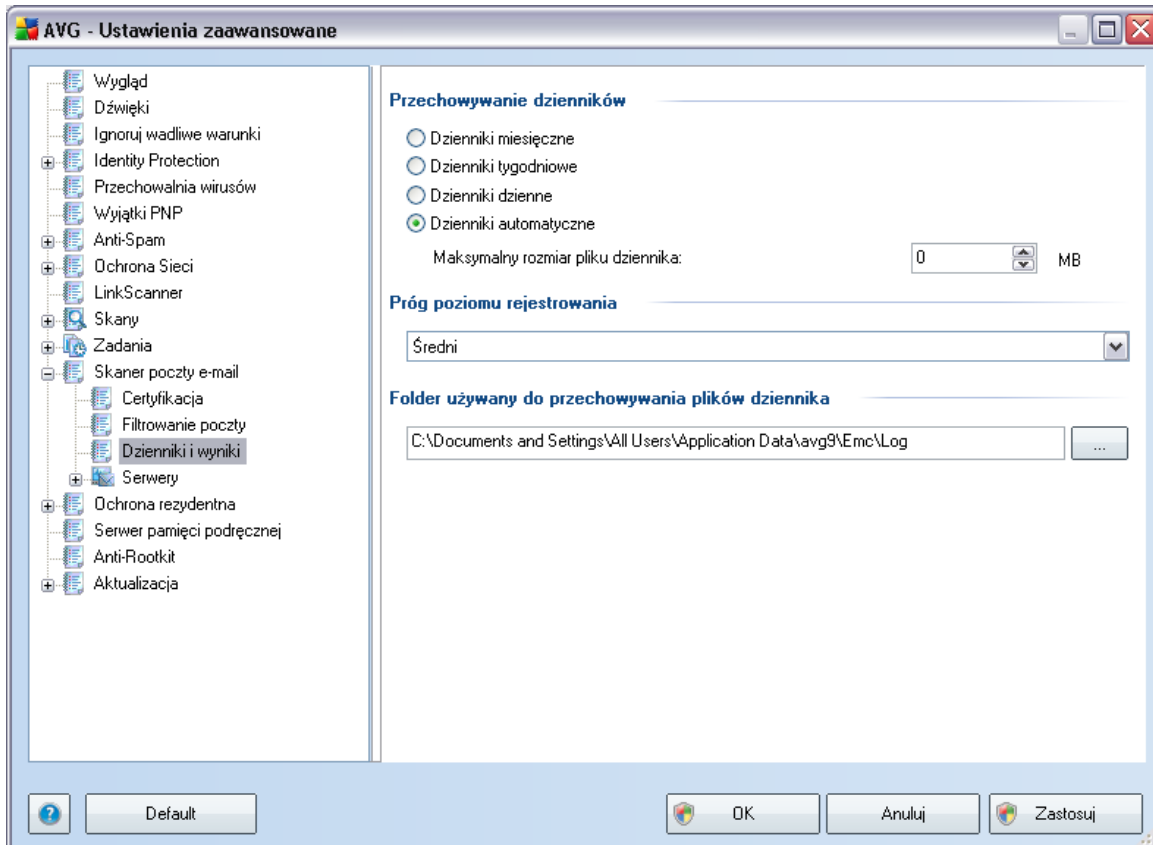 AVG - Ustawienia zaawansowane
Wygląd
Dźwięki
Ignoruj wadliwe warunki
Identity Protection
Przechowalnia wirusów
Wyjątki PNP
Anti-Spam
Ochrona Sieci
LinkScanner
Skany
Zadania
Skaner poczty e-mail
Certyfikacja
Filtrowanie poczty
Dzienniki i wyniki
Serwery
Ochrona rezydentna
Serwer pamięci podręcznej
Anti-Rootkit
Aktualizacja
Przechowywanie dzienników
Dzienniki miesięczne
Dzienniki tygodniowe
Dzienniki dzienne
Dzienniki automatyczne
Maksymalny rozmiar pliku dziennika: 0 MB
Próg poziomu rejestrowania
Średni
Folder używany do przechowywania plików dziennika
C:\Documents and Settings\All Users\Application Data\avg9\Emc\Log ...
? Default OK Anuluj Zastosuj